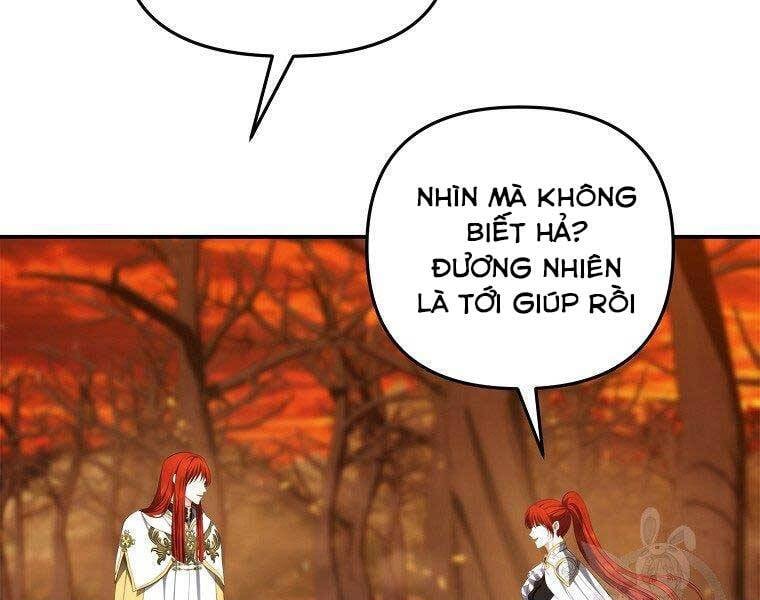 NHÌN MÀ KHÔNG
BIẾT HẢ?
ĐƯƠNG NHIÊN
LÀ TỚI GIÚP RỒI